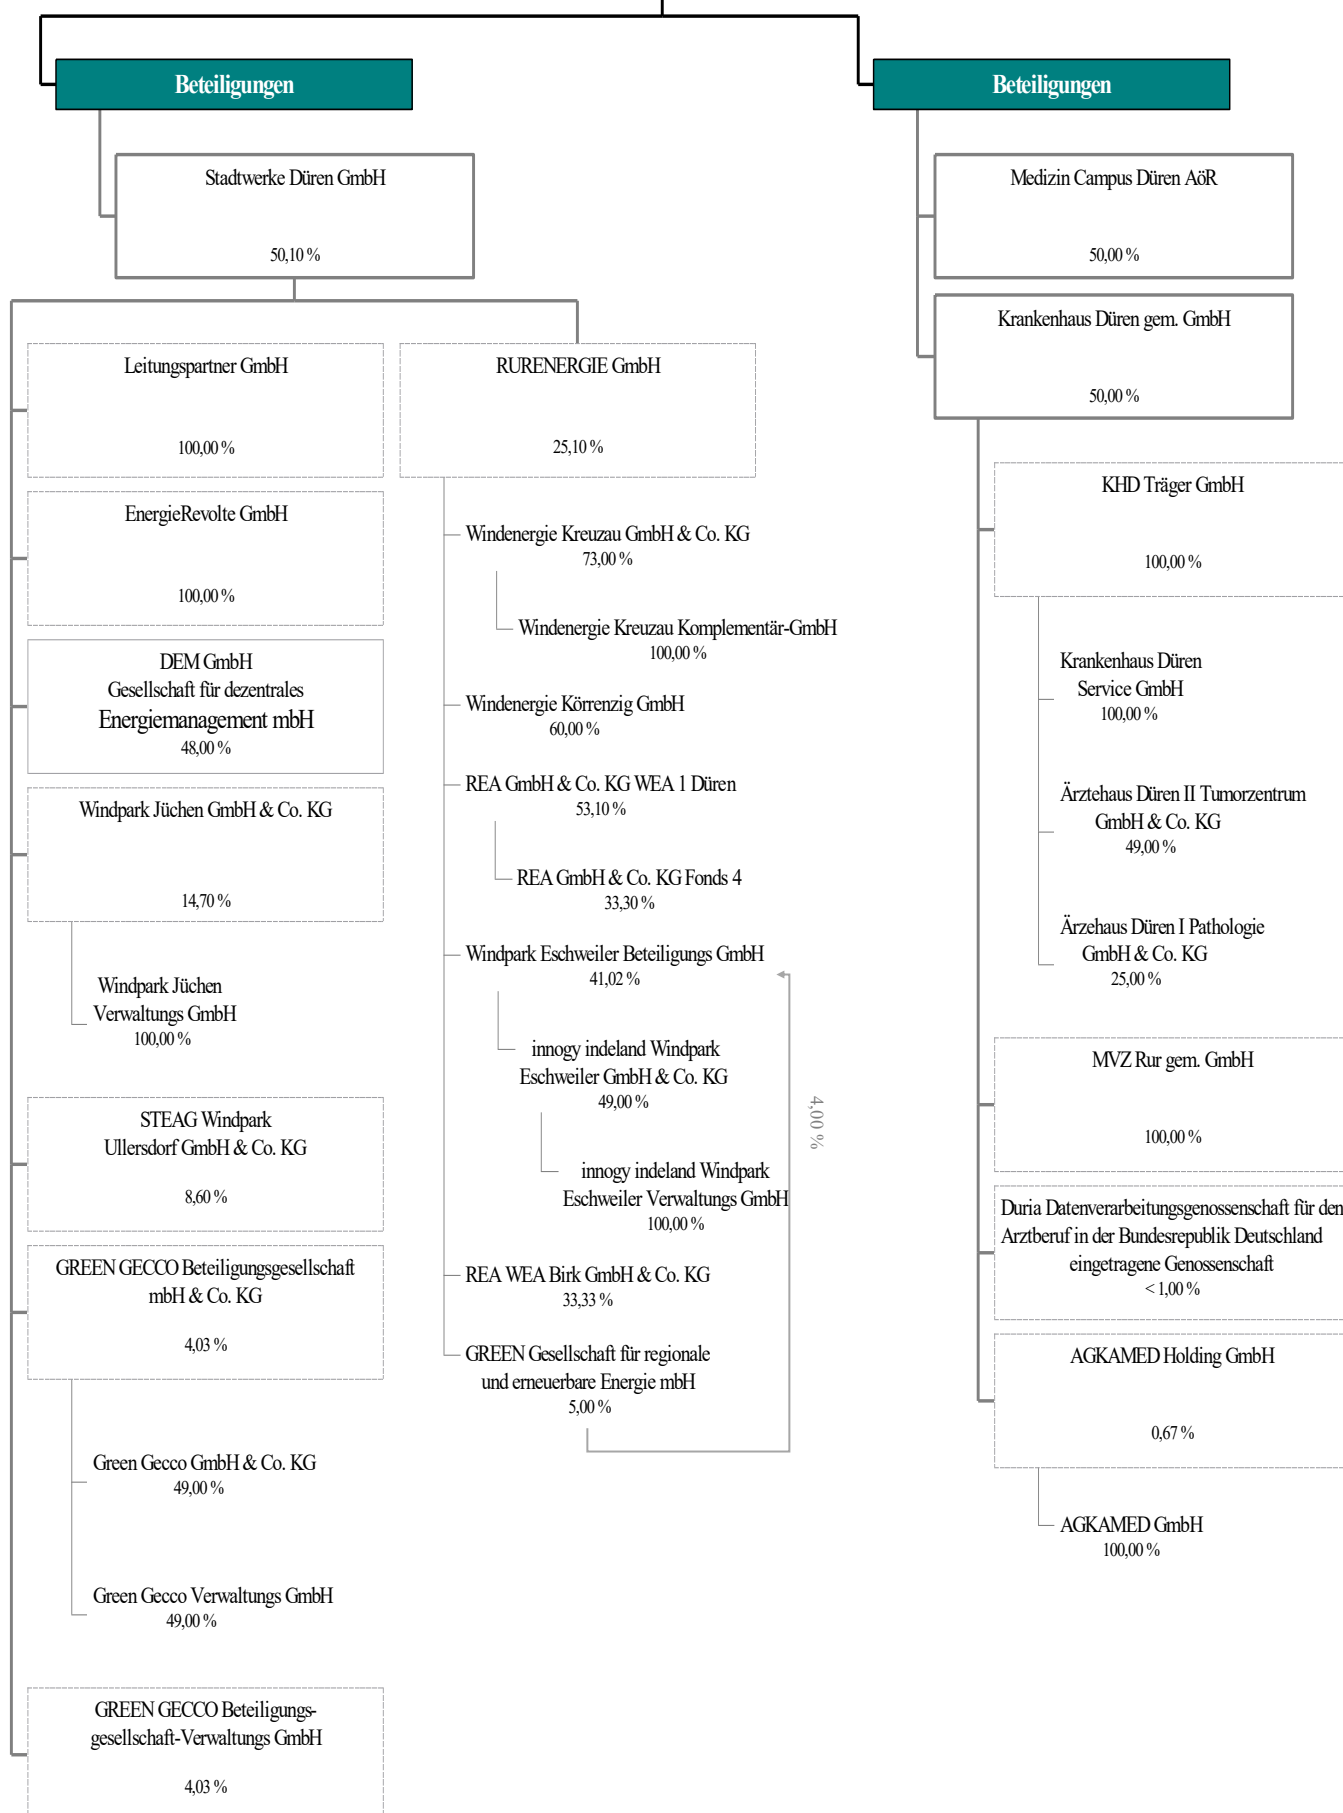 Beteiligungen
Stadtwerke Düren GmbH
50,10 %
Leitungspartner GmbH
100,00 %
EnergieRevolte GmbH
100,00 %
DEM GmbH
Gesellschaft für dezentrales
Energiemanagement mbH
48,00 %
Windpark Jüchen GmbH & Co. KG
14,70 %
Windpark Jüchen
Verwaltungs GmbH
100,00 %
STEAG Windpark
Ullersdorf GmbH & Co. KG
8,60 %
GREEN GECCO Beteiligungsgesellschaft
mbH & Co. KG
4,03 %
Green Gecco GmbH & Co. KG
49,00 %
Green Gecco Verwaltungs GmbH
49,00 %
GREEN GECCO Beteiligungs-
gesellschaft-Verwaltungs GmbH
4,03 %
RURENERGIE GmbH
25,10 %
Windenergie Kreuzau GmbH & Co. KG
73,00 %
Windenergie Kreuzau Komplementär-GmbH
100,00 %
Windenergie Körrenzig GmbH
60,00 %
REA GmbH & Co. KG WEA 1 Düren
53,10 %
REA GmbH & Co. KG Fonds 4
33,30 %
Windpark Eschweiler Beteiligungs GmbH
41,02 %
innogy indeland Windpark
Eschweiler GmbH & Co. KG
49,00 %
innogy indeland Windpark
Eschweiler Verwaltungs GmbH
100,00 %
REA WEA Birk GmbH & Co. KG
33,33 %
GREEN Gesellschaft für regionale
und erneuerbare Energie mbH
5,00 %
4,00 %
Beteiligungen
Medizin Campus Düren AöR
50,00 %
Krankenhaus Düren gem. GmbH
50,00 %
KHD Träger GmbH
100,00 %
Krankenhaus Düren
Service GmbH
100,00 %
Ärztehaus Düren II Tumorzentrum
GmbH & Co. KG
49,00 %
Ärzehaus Düren I Pathologie
GmbH & Co. KG
25,00 %
MVZ Rur gem. GmbH
100,00 %
Duria Datenverarbeitungsgenossenschaft für den
Arztberuf in der Bundesrepublik Deutschland
eingetragene Genossenschaft
< 1,00 %
AGKAMED Holding GmbH
0,67 %
AGKAMED GmbH
100,00 %